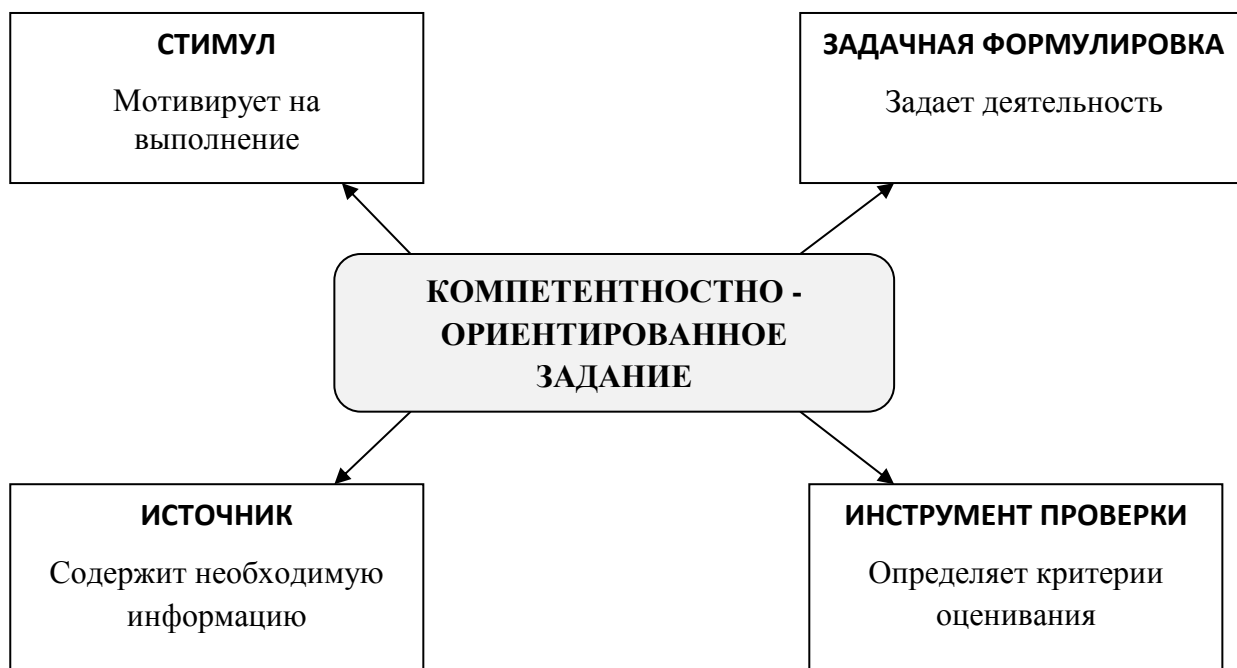 СТИМУЛ
Мотивирует на
выполнение
ЗАДАЧНАЯ ФОРМУЛИРОВКА
Задает деятельность
КОМПЕТЕНТНОСТНО -
ОРИЕНТИРОВАННОЕ
ЗАДАНИЕ
ИСТОЧНИК
Содержит необходимую
информацию
ИНСТРУМЕНТ ПРОВЕРКИ
Определяет критерии
оценивания